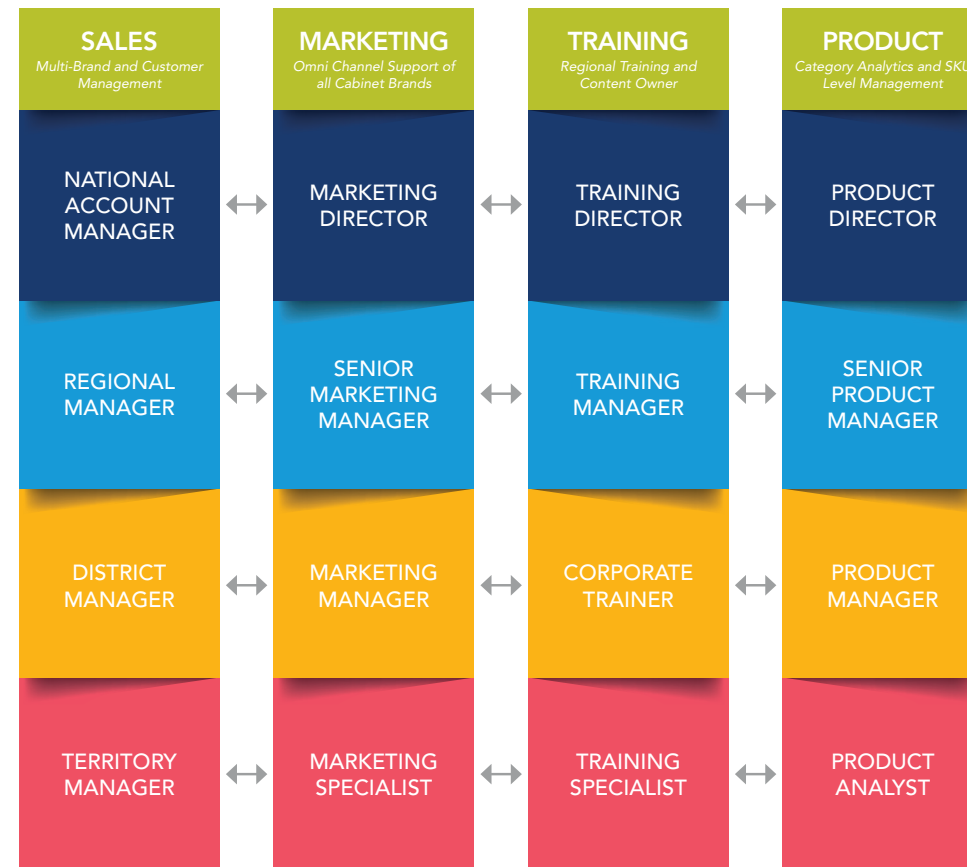 SALES
Multi-Brand and Customer
Management
MARKETING
Omni Channel Support of
all Cabinet Brands
TRAINING
Regional Training and
Content Owner
PRODUCT
Category Analytics and SKU
Level Management
NATIONAL
ACCOUNT
MANAGER
MARKETING
DIRECTOR
TRAINING
DIRECTOR
PRODUCT
DIRECTOR
REGIONAL
MANAGER
SENIOR
MARKETING
MANAGER
TRAINING
MANAGER
SENIOR
PRODUCT
MANAGER
DISTRICT
MANAGER
MARKETING
MANAGER
CORPORATE
TRAINER
PRODUCT
MANAGER
TERRITORY
MANAGER
MARKETING
SPECIALIST
TRAINING
SPECIALIST
PRODUCT
ANALYST